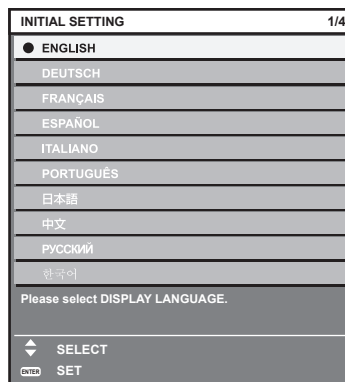 INITIAL SETTING 1/4
ENGLISH
DEUTSCH
FRANÇAIS
ESPAÑOL
ITALIANO
PORTUGUÊS
日本語
中文
РУССКИЙ
한국어
Please select DISPLAY LANGUAGE.
SELECT
ENTER SET